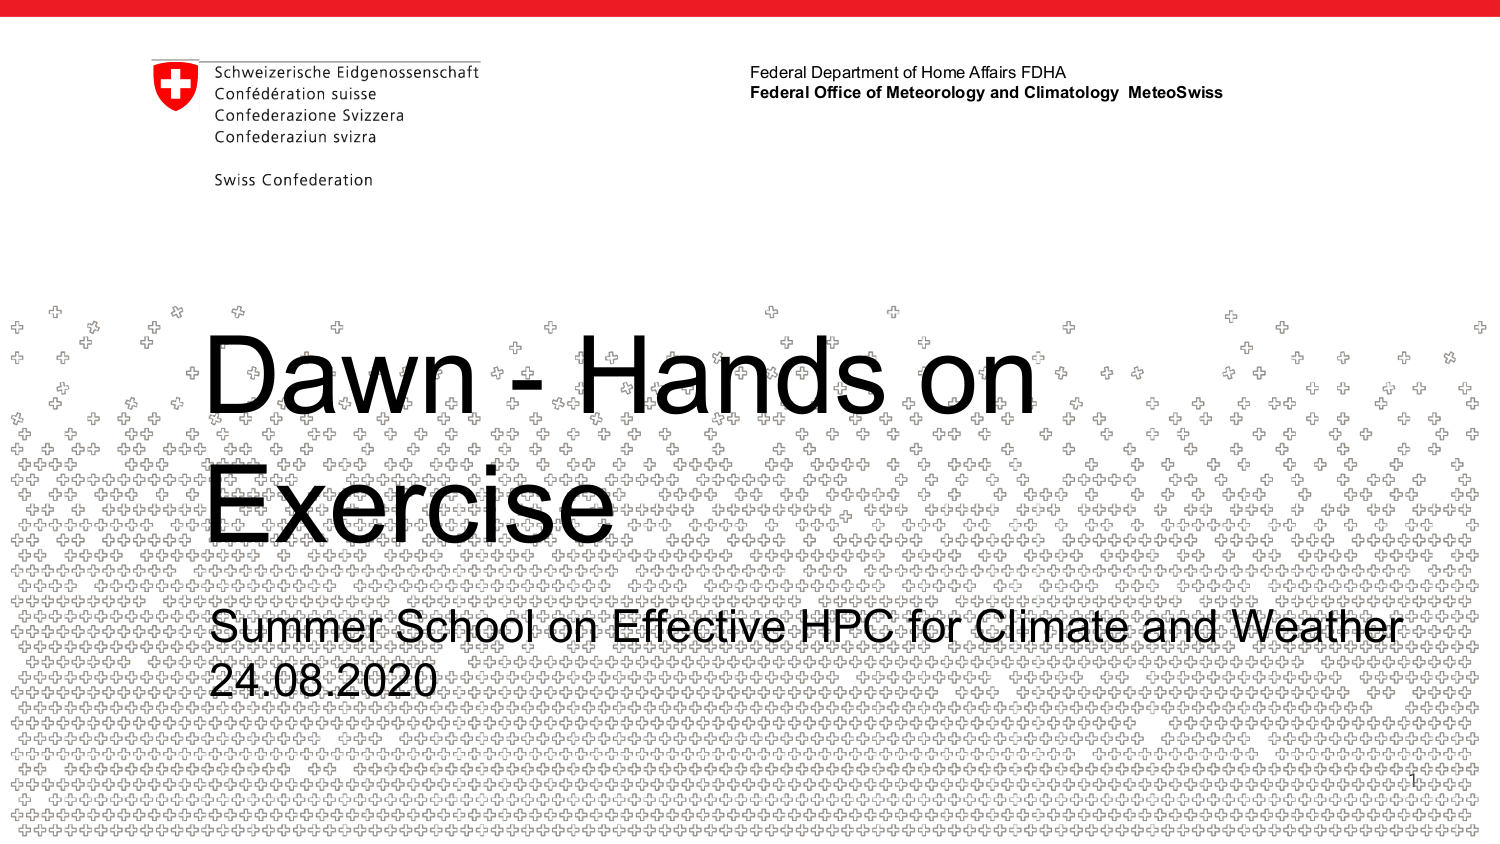 Schweizerische Eidgenossenschaft
Confédération suisse
Confederazione Svizzera
Confederaziun svizra
Swiss Confederation
Federal Department of Home Affairs FDHA
Federal Office of Meteorology and Climatology MeteoSwiss
Dawn - Hands on
Exercise
Summer School on Effective HPC for Climate and Weather
24.08.2020
1